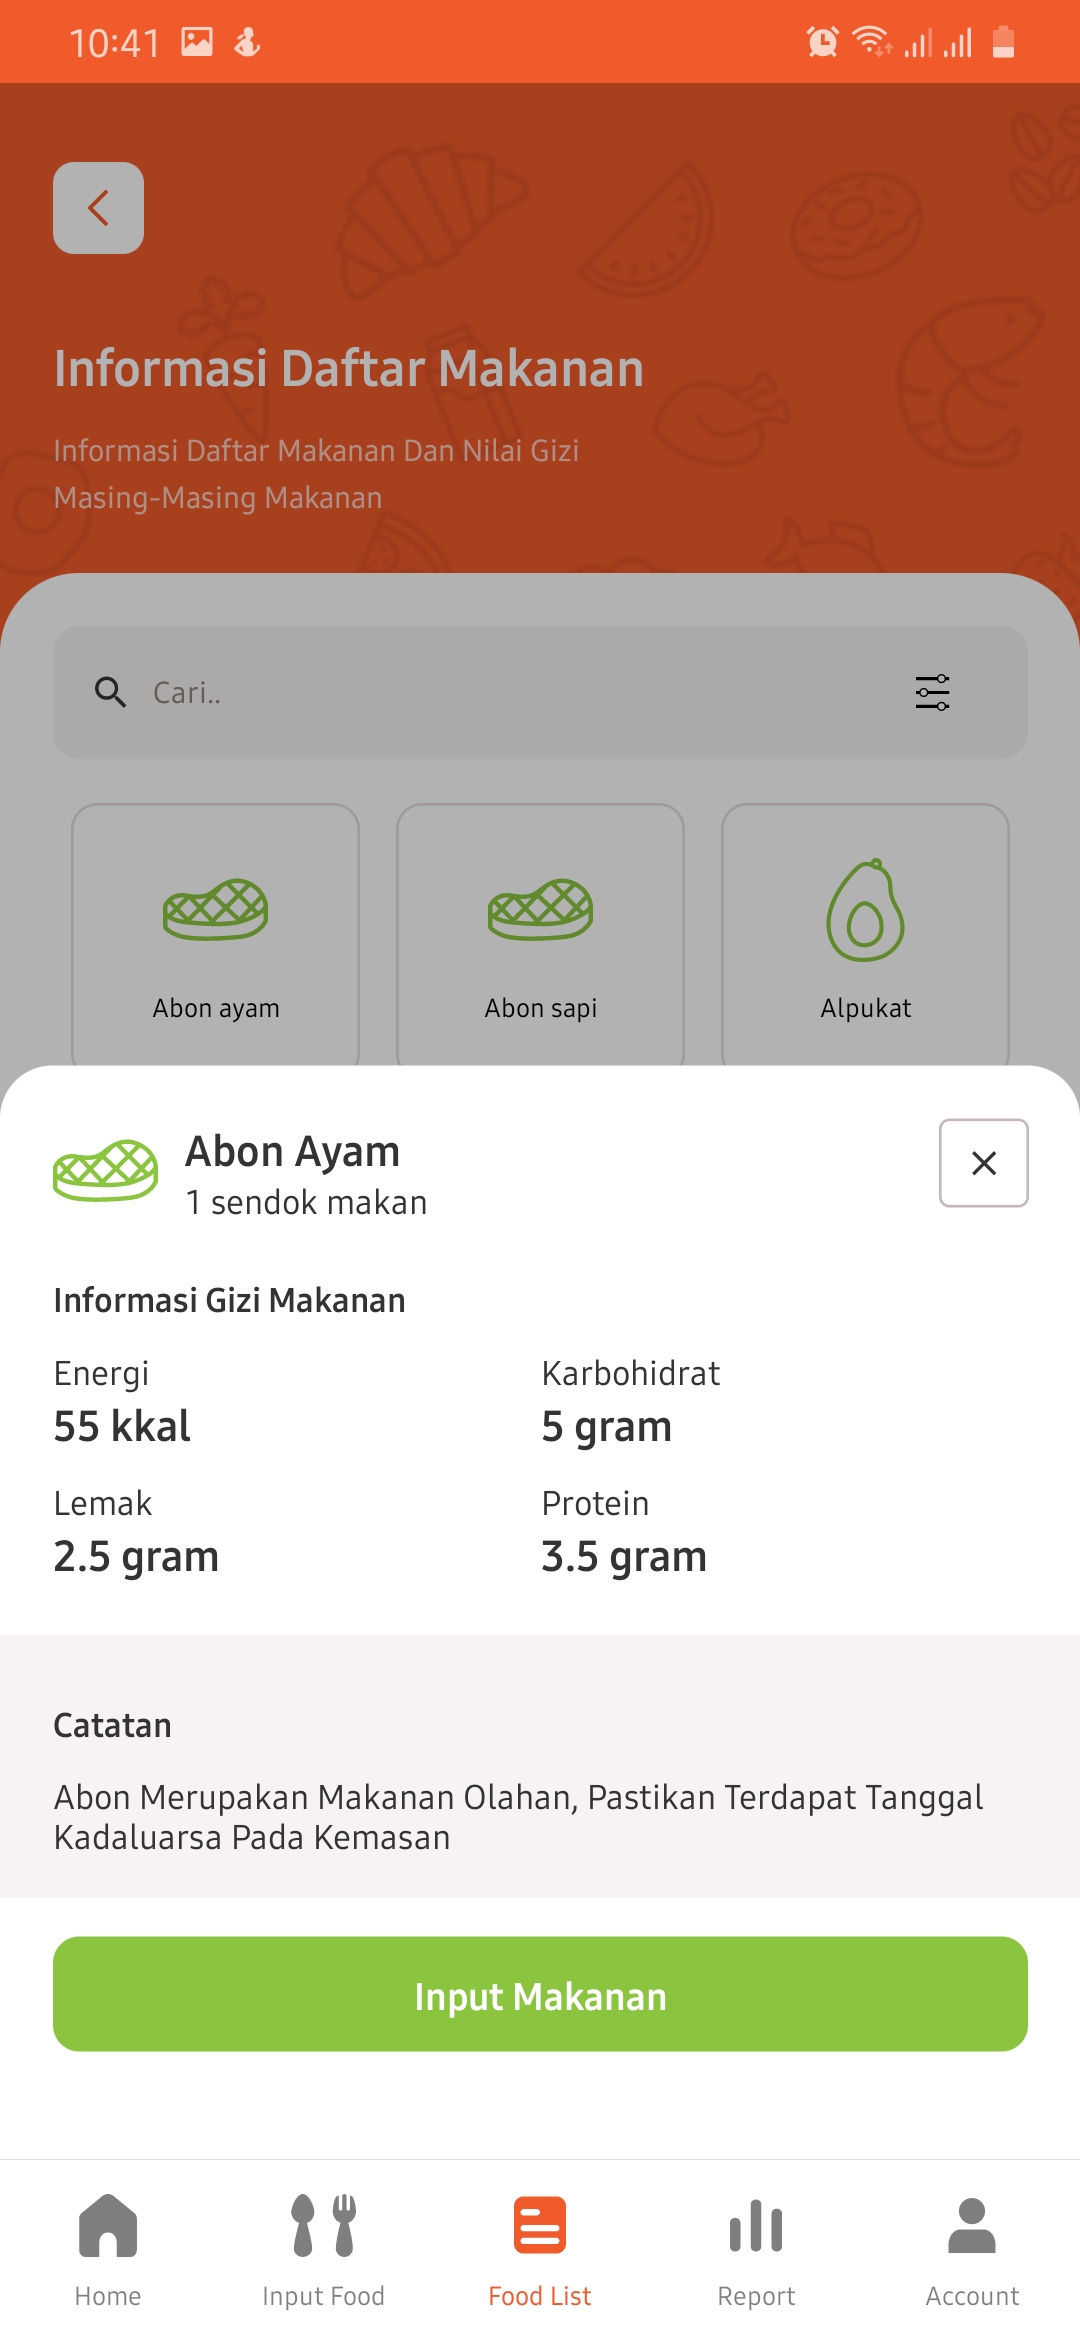 10:41
Informasi Daftar Makanan
Informasi Daftar Makanan Dan Nilai Gizi
Masing-Masing Makanan
Cari..
Abon ayam
Abon sapi
Alpukat
Abon Ayam
1 sendok makan
Informasi Gizi Makanan
Energi
55 kkal
Karbohidrat
5 gram
Lemak
2.5 gram
Protein
3.5 gram
Catatan
Abon Merupakan Makanan Olahan, Pastikan Terdapat Tanggal
Kadaluarsa Pada Kemasan
Input Makanan
Home
Input Food
Food List
Report
Account